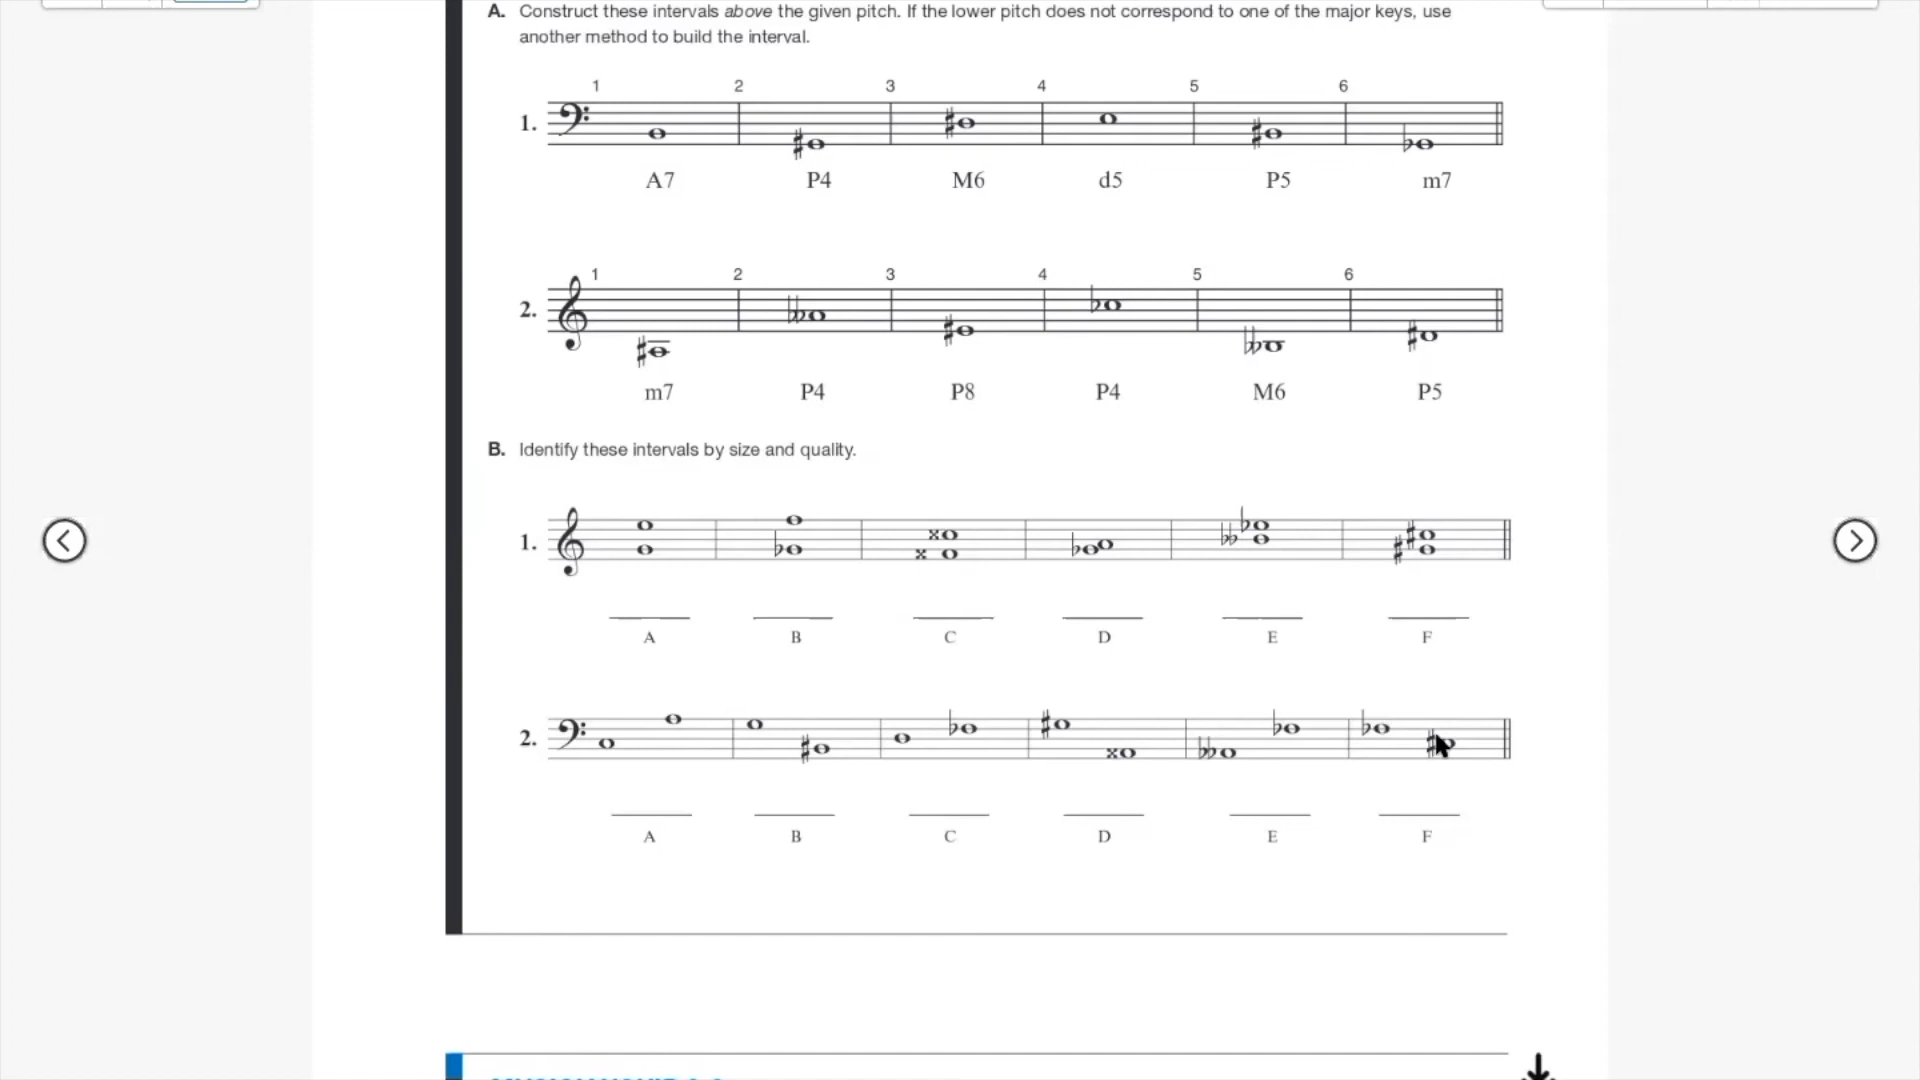 A. Construct these intervals above the given pitch. If the lower pitch does not correspond to one of the major keys, use
another method to build the interval.
1 2 3 4 5 6
1.
A7 P4 M6 d5 P5 m7
1 2 3 4 5 6
2.
m7 P4 P8 P4 M6 P5
B. Identify these intervals by size and quality.
1.
A B C D E F
2.
A B C D E F